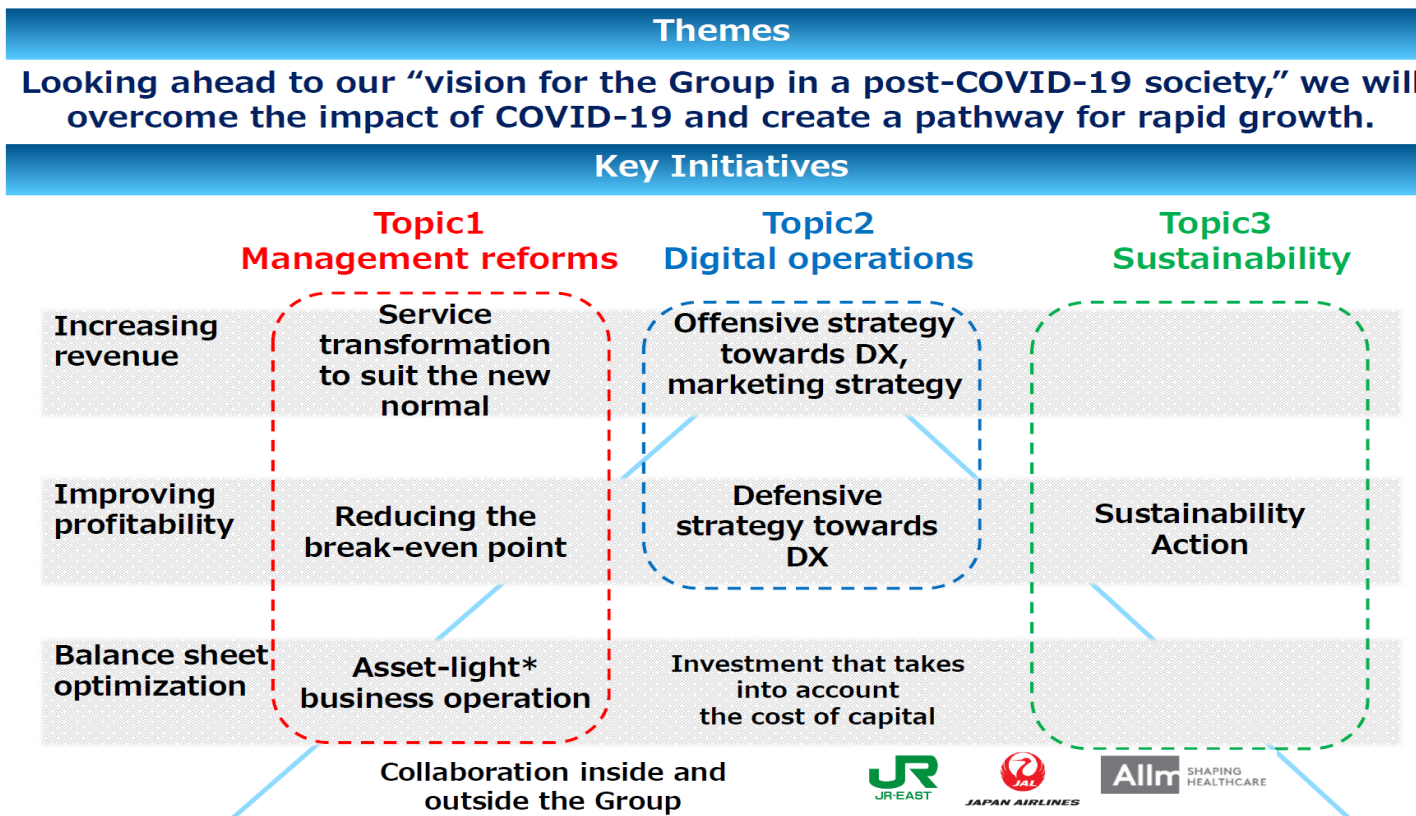 Themes
Looking ahead to our “vision for the Group in a post-COVID-19 society,” we will
overcome the impact of COVID-19 and create a pathway for rapid growth.
Key Initiatives
Topic1
Management reforms
Topic2
Digital operations
Topic3
Sustainability
Increasing
revenue
Service
transformation
to suit the new
normal
Offensive strategy
towards DX,
marketing strategy
Improving
profitability
Reducing the
break-even point
Defensive
strategy towards
DX
Sustainability
Action
Balance sheet
optimization
Asset-light*
business operation
Investment that takes
into account
the cost of capital
Collaboration inside and
outside the Group
JR
JR-EAST
JAL
JAPAN AIRLINES
Allm
SHAPING
HEALTHCARE